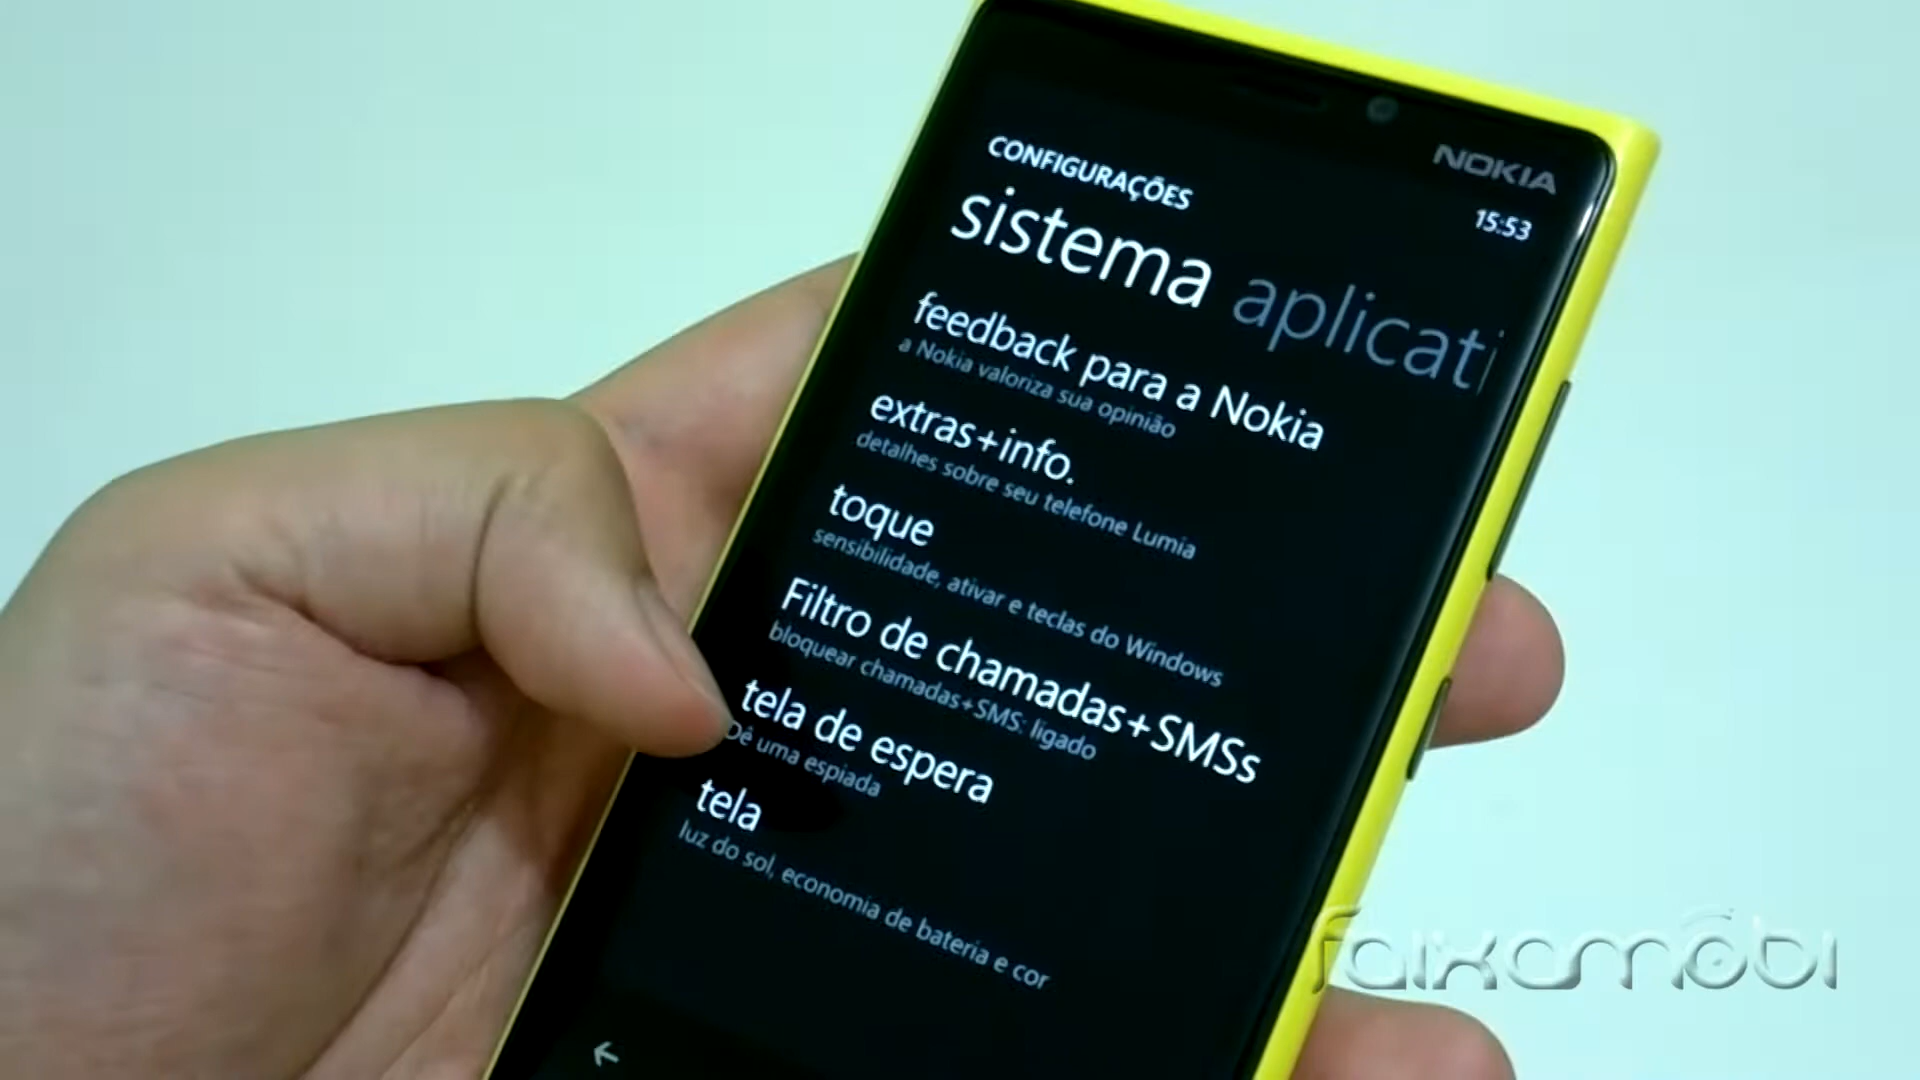 NOKIA
15:53
CONFIGURAÇÕES
sistema aplicati
feedback para a Nokia
a Nokia valoriza sua opinião
extras+info.
detalhes sobre seu telefone Lumia
toque
sensibilidade, ativar e teclas do Windows
Filtro de chamadas+SMSs
bloquear chamadas+SMS: ligado
tela de espera
Dê uma espiada
tela
luz do sol, economia de bateria e cor
faixamobi